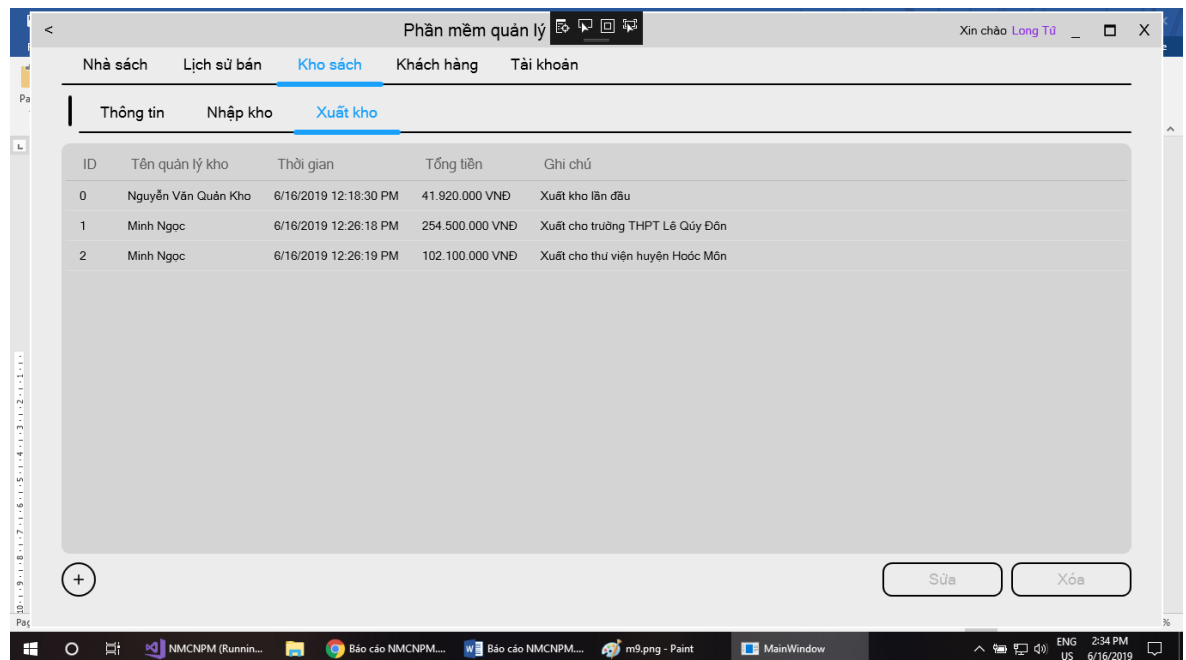 <
Phần mềm quản lý
Xin chào Long Tứ _ X
Nhà sách Lịch sử bán Kho sách Khách hàng Tài khoản
Thông tin Nhập kho Xuất kho
ID Tên quản lý kho Thời gian Tổng tiền Ghi chú
0 Nguyễn Văn Quản Kho 6/16/2019 12:18:30 PM 41.920.000 VNĐ Xuất kho lần đầu
1 Minh Ngọc 6/16/2019 12:26:18 PM 254.500.000 VNĐ Xuất cho trường THPT Lê Qúy Đôn
2 Minh Ngọc 6/16/2019 12:26:19 PM 102.100.000 VNĐ Xuất cho thư viện huyện Hoóc Môn
+ Sửa Xóa
NMCNPM (Runnin... Báo cáo NMCNPM.... Báo cáo NMCNPM.... m9.png - Paint MainWindow ENG 2:34 PM
US 6/16/2019